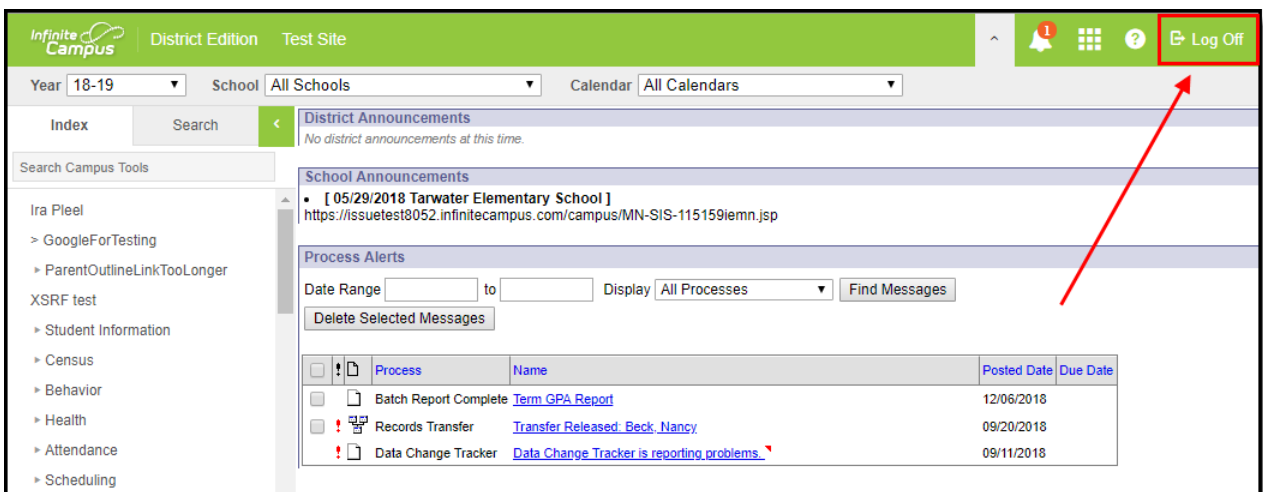 Infinite Campus District Edition Test Site 1 ? Log Off
Year 18-19 School All Schools Calendar All Calendars
Index Search
Search Campus Tools
Ira Pleel
> GoogleForTesting
ParentOutlineLinkTooLonger
XSRF test
Student Information
Census
Behavior
Health
Attendance
Scheduling
District Announcements
No district announcements at this time.
School Announcements
• [ 05/29/2018 Tarwater Elementary School ]
https://issuetest8052.infinitecampus.com/campus/MN-SIS-115159iemn.jsp
Process Alerts
Date Range to Display All Processes Find Messages
Delete Selected Messages
! Process Name Posted Date Due Date
Batch Report Complete Term GPA Report 12/06/2018
! Records Transfer Transfer Released: Beck, Nancy 09/20/2018
! Data Change Tracker Data Change Tracker is reporting problems. 09/11/2018